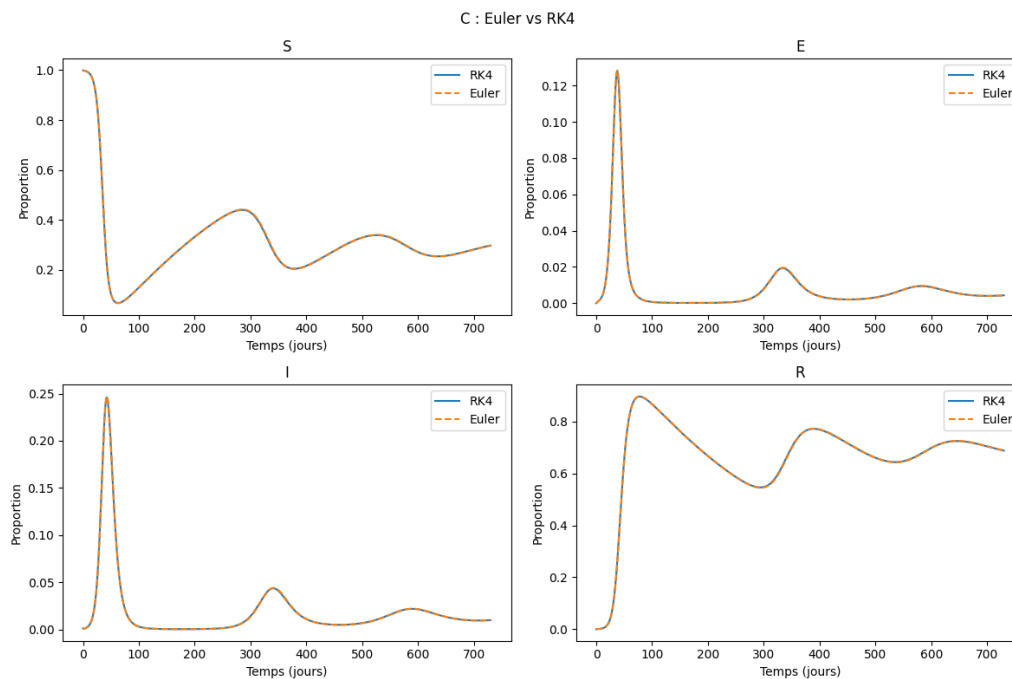 C : Euler vs RK4
S
1.0
0.8
0.6
0.4
0.2
Proportion
RK4
Euler
0 100 200 300 400 500 600 700
Temps (jours)
E
0.12
0.10
0.08
0.06
0.04
0.02
0.00
Proportion
RK4
Euler
0 100 200 300 400 500 600 700
Temps (jours)
I
0.25
0.20
0.15
0.10
0.05
0.00
Proportion
RK4
Euler
0 100 200 300 400 500 600 700
Temps (jours)
R
0.8
0.6
0.4
0.2
0.0
Proportion
RK4
Euler
0 100 200 300 400 500 600 700
Temps (jours)